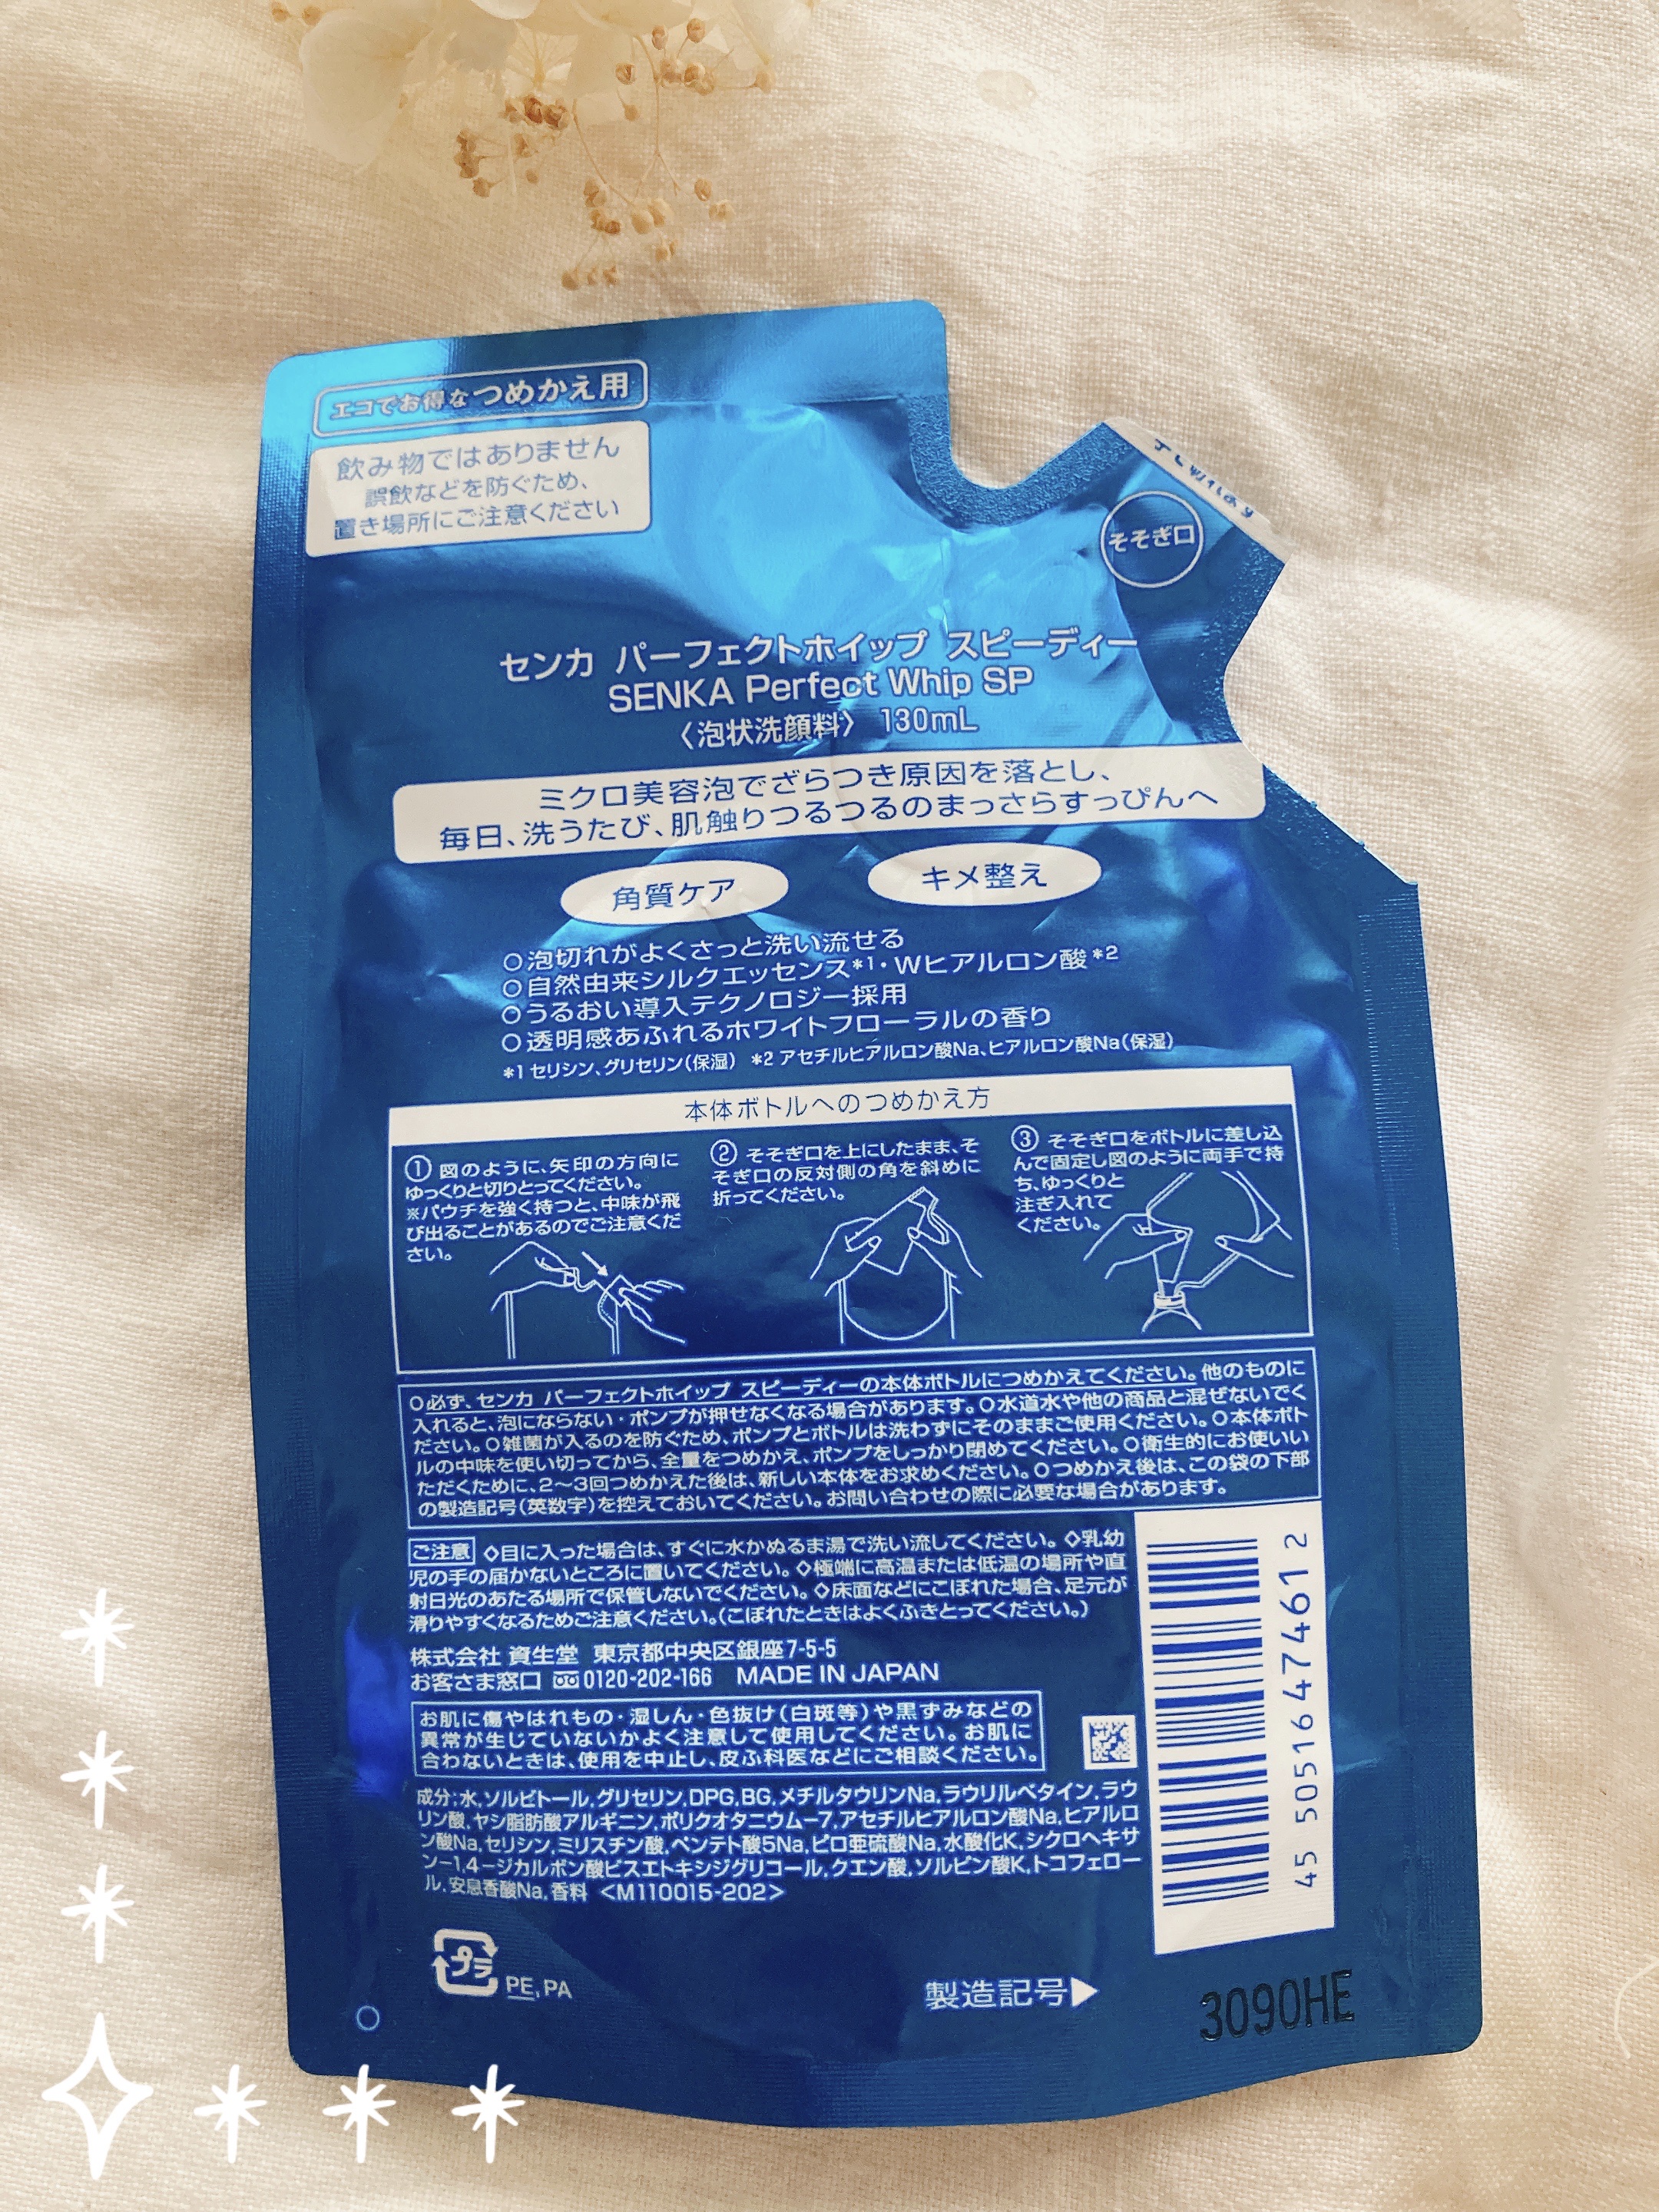 エコでお得なつめかえ用
飲み物ではありません
誤飲などを防ぐため、
置き場所にご注意ください
そそぎ口
センカ パーフェクトホイップ スピーディー
SENKA Perfect Whip SP
〈泡状洗顔料〉 130mL
ミクロ美容泡でざらつき原因を落とし、
毎日、洗うたび、肌触りつるつるのまっさらすっぴんへ
角質ケア
キメ整え
○泡切れがよくさっと洗い流せる
○自然由来シルクエッセンス*1・Wヒアルロン酸*2
○うるおい導入テクノロジー採用
○透明感あふれるホワイトフローラルの香り
*1 セリシン、グリセリン(保湿) *2 アセチルヒアルロン酸Na、ヒアルロン酸Na(保湿)
本体ボトルへのつめかえ方
① 図のように、矢印の方向に
ゆっくりと切りとってください。
※パウチを強く持つと、中味が飛
び出ることがあるのでご注意くだ
さい。
② そそぎ口を上にしたまま、そ
そぎ口の反対側の角を斜めに
折ってください。
③ そそぎ口をボトルに差し込
んで固定し図のように両手で持
ち、ゆっくりと
注ぎ入れて
ください。
○必ず、センカ パーフェクトホイップ スピーディーの本体ボトルにつめかえてください。他のものに
入れると、泡にならない・ポンプが押せなくなる場合があります。○水道水や他の商品と混ぜないでく
ださい。○雑菌が入るのを防ぐため、ポンプとボトルは洗わずにそのままご使用ください。○本体ボト
ルの中味を使い切ってから、全量をつめかえ、ポンプをしっかり閉めてください。○衛生的にお使いい
ただくために、2〜3回つめかえた後は、新しい本体をお求めください。○つめかえ後は、この袋の下部
の製造記号(英数字)を控えておいてください。お問い合わせの際に必要な場合があります。
ご注意 ◇目に入った場合は、すぐに水かぬるま湯で洗い流してください。◇乳幼
児の手の届かないところに置いてください。◇極端に高温または低温の場所や直
射日光のあたる場所で保管しないでください。◇床面などにこぼれた場合、足元が
滑りやすくなるためご注意ください。(こぼれたときはよくふきとってください。)
株式会社 資生堂 東京都中央区銀座7-5-5
お客さま窓口 0120-202-166 MADE IN JAPAN
お肌に傷やはれもの・湿しん・色抜け(白斑等)や黒ずみなどの
異常が生じていないかよく注意して使用してください。お肌に
合わないときは、使用を中止し、皮ふ科医などにご相談ください。
成分:水,ソルビトール,グリセリン,DPG,BG,メチルタウリンNa,ラウリルベタイン,ラウ
リン酸,ヤシ脂肪酸アルギニン,ポリクオタニウム-7,アセチルヒアルロン酸Na,ヒアルロ
ン酸Na,セリシン,ミリスチン酸,ペンテト酸5Na,ピロ亜硫酸Na,水酸化K,シクロヘキサ
ン-1,4-ジカルボン酸ビスエトキシジグリコール,クエン酸,ソルビン酸K,トコフェロー
ル,安息香酸Na,香料 <M110015-202>
45 50516 47461 2
プラ PE,PA
製造記号▶
3090HE